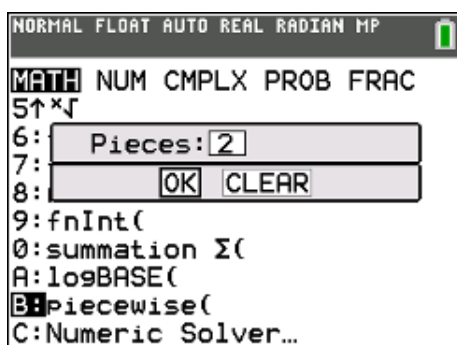 NORMAL FLOAT AUTO REAL RADIAN MP
MATH NUM CMPLX PROB FRAC
5↑ˣ√
6:
Pieces:2
7:
OK CLEAR
8:
9:fnInt(
0:summation Σ(
A:logBASE(
B:piecewise(
C:Numeric Solver…